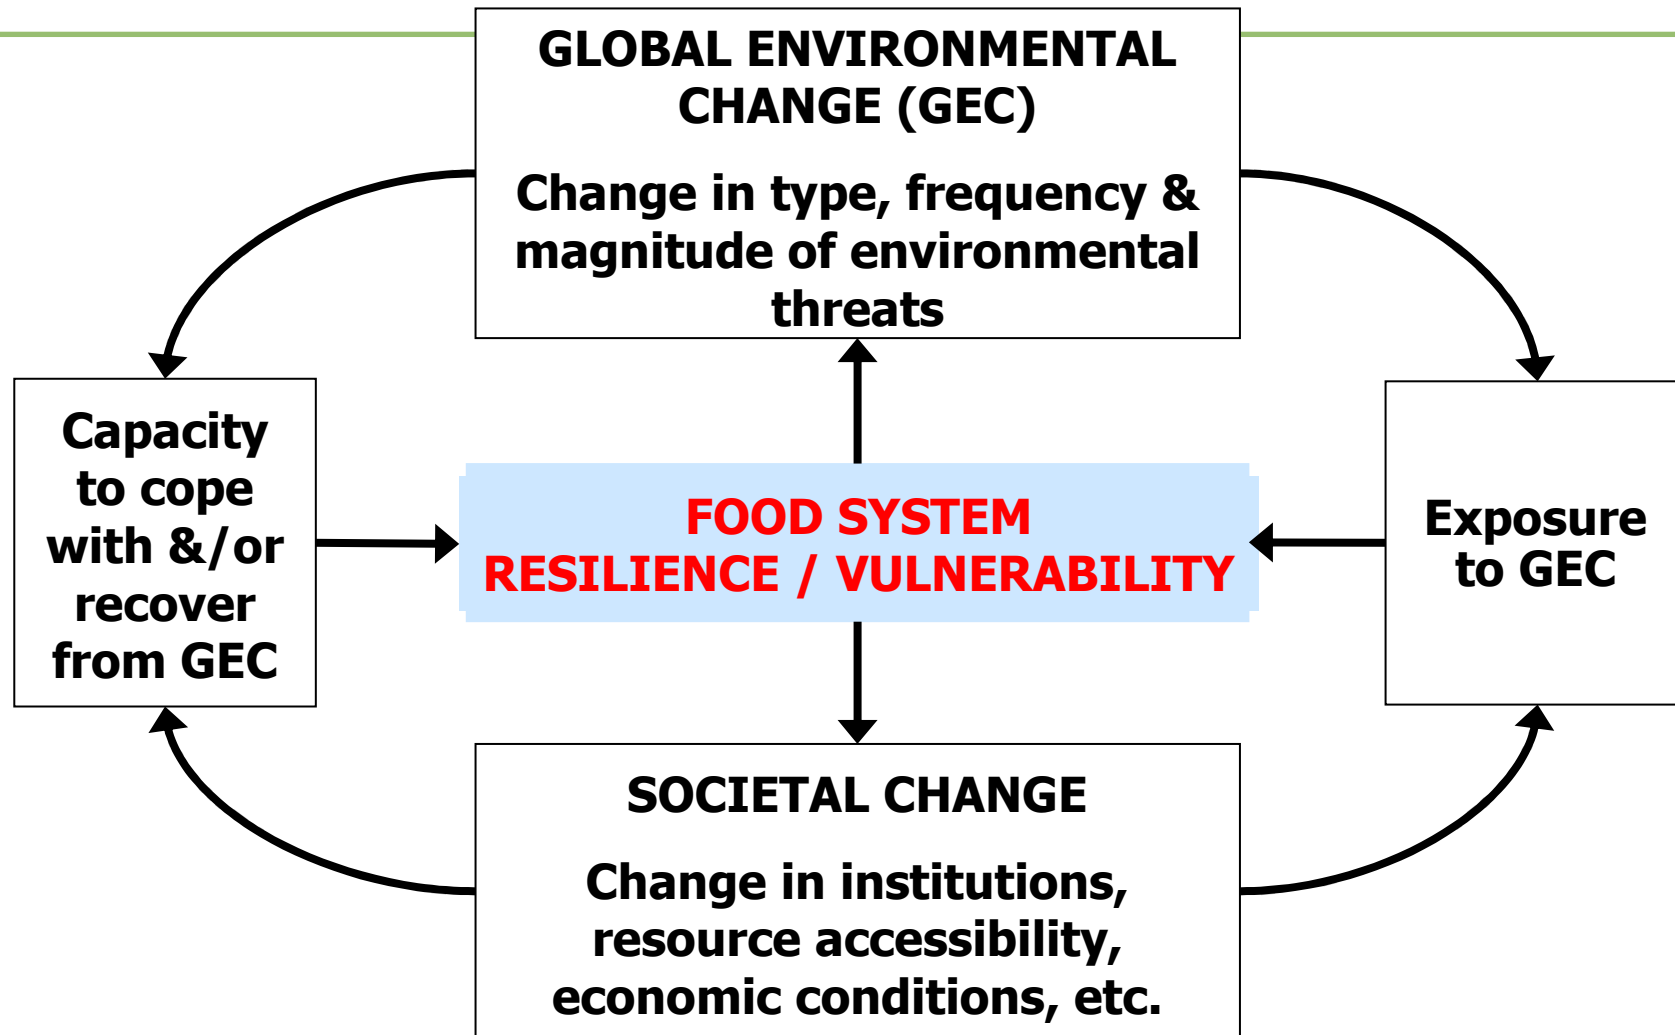 GLOBAL ENVIRONMENTAL
CHANGE (GEC)
Change in type, frequency &
magnitude of environmental
threats
Capacity
to cope
with &/or
recover
from GEC
FOOD SYSTEM
RESILIENCE / VULNERABILITY
Exposure
to GEC
SOCIETAL CHANGE
Change in institutions,
resource accessibility,
economic conditions, etc.